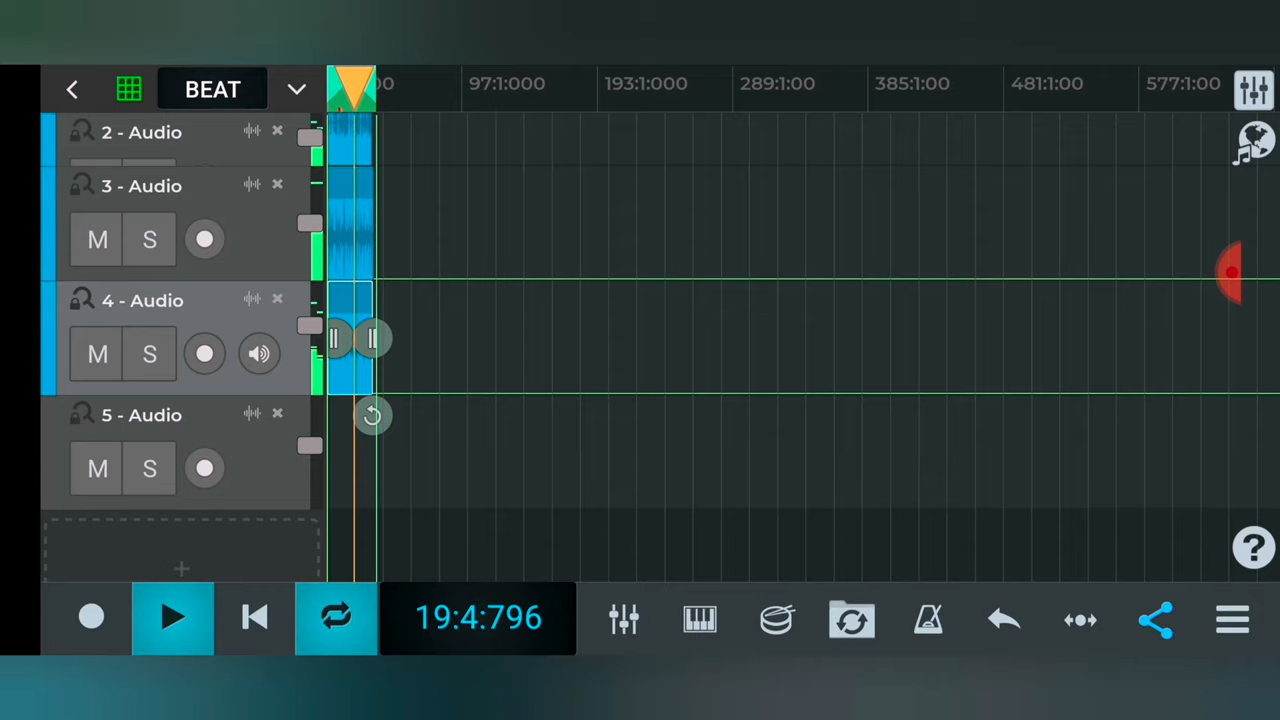 BEAT
00 97:1:000 193:1:000 289:1:000 385:1:000 481:1:00 577:1:00
2 - Audio
3 - Audio
M S
4 - Audio
M S
5 - Audio
M S
+
19:4:796
?